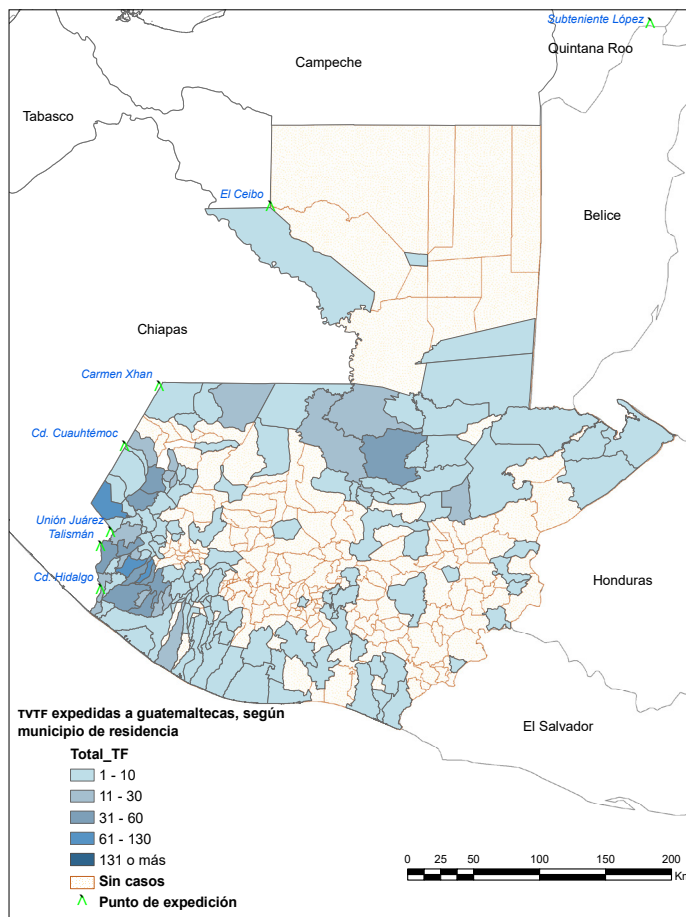 Subteniente López
Quintana Roo
Campeche
Tabasco
El Ceibo
Belice
Chiapas
Carmen Xhan
Cd. Cuauhtémoc
Unión Juárez
Talismán
Cd. Hidalgo
Honduras
El Salvador
TVTF expedidas a guatemaltecas, según
municipio de residencia
Total_TF
1 - 10
11 - 30
31 - 60
61 - 130
131 o más
Sin casos
Punto de expedición
0 25 50 100 150 200
Km